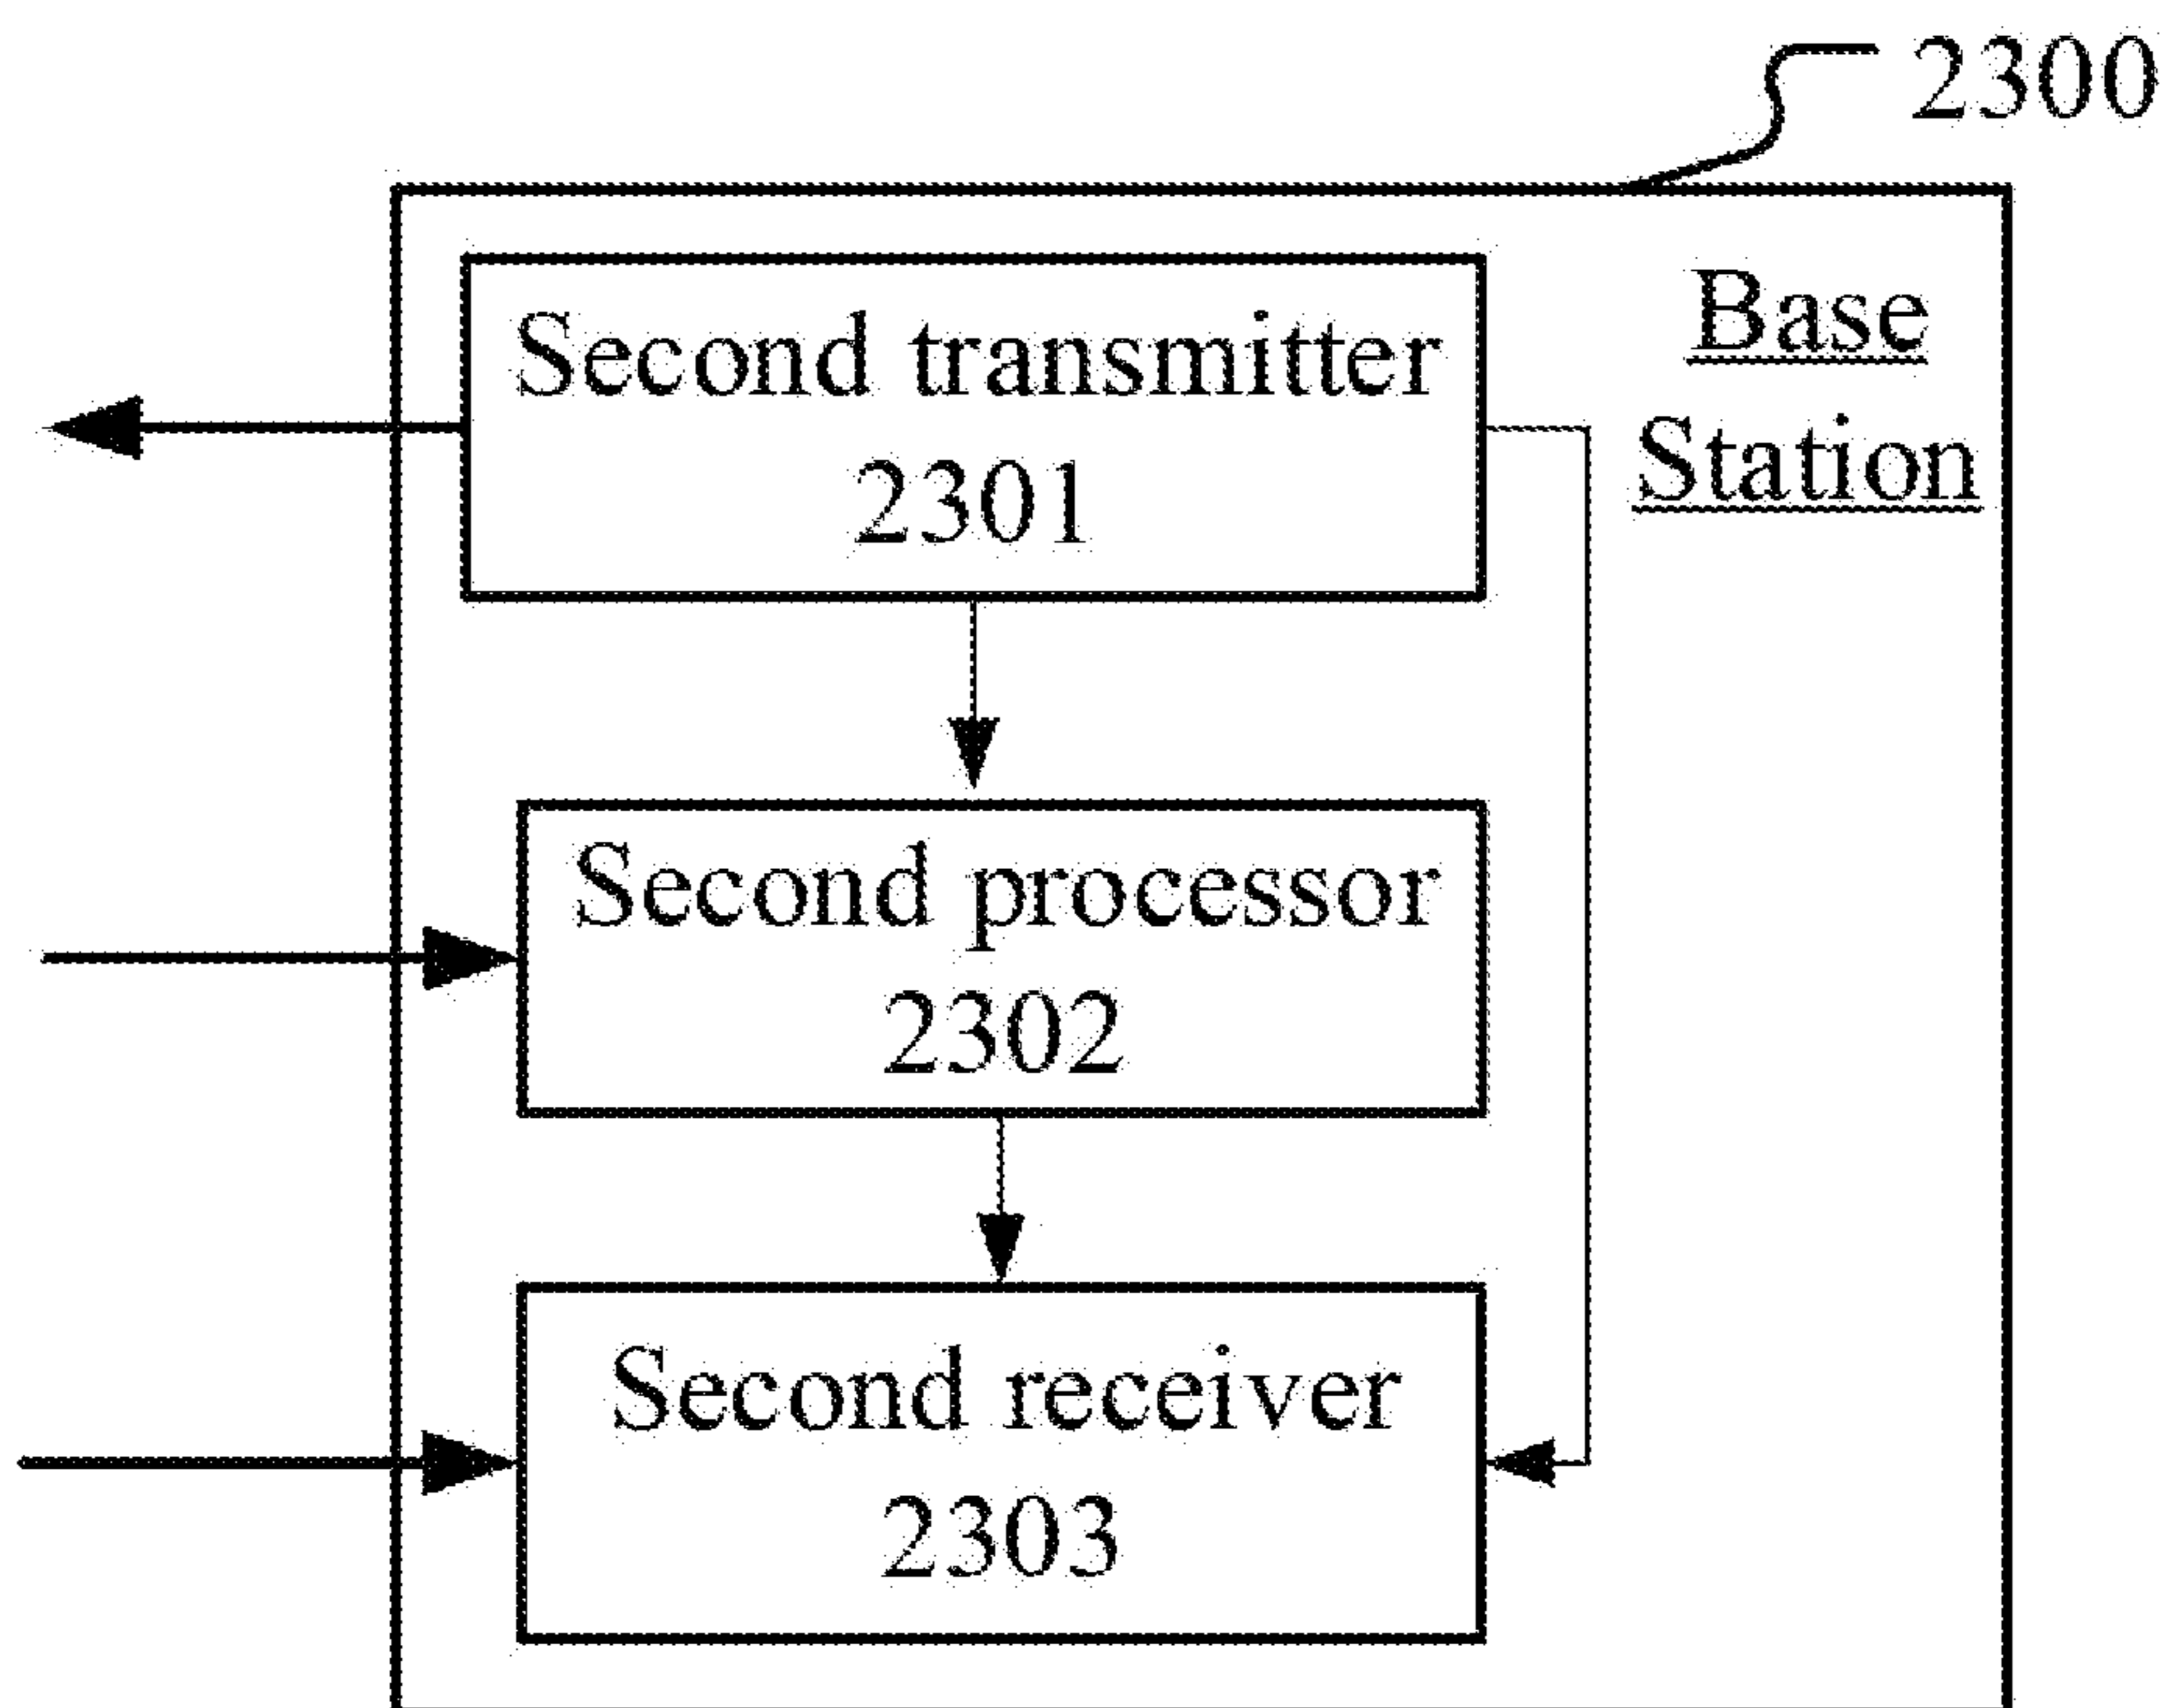 2300
Second transmitter
2301
Base
Station
Second processor
2302
Second receiver
2303